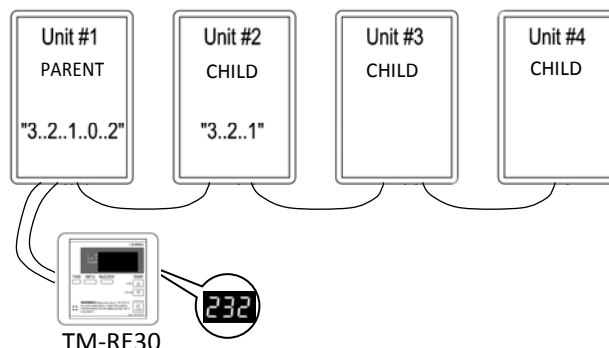 Unit #1
PARENT
"3..2..1..0..2"
Unit #2
CHILD
"3..2..1"
Unit #3
CHILD
Unit #4
CHILD
232
TM-RE30